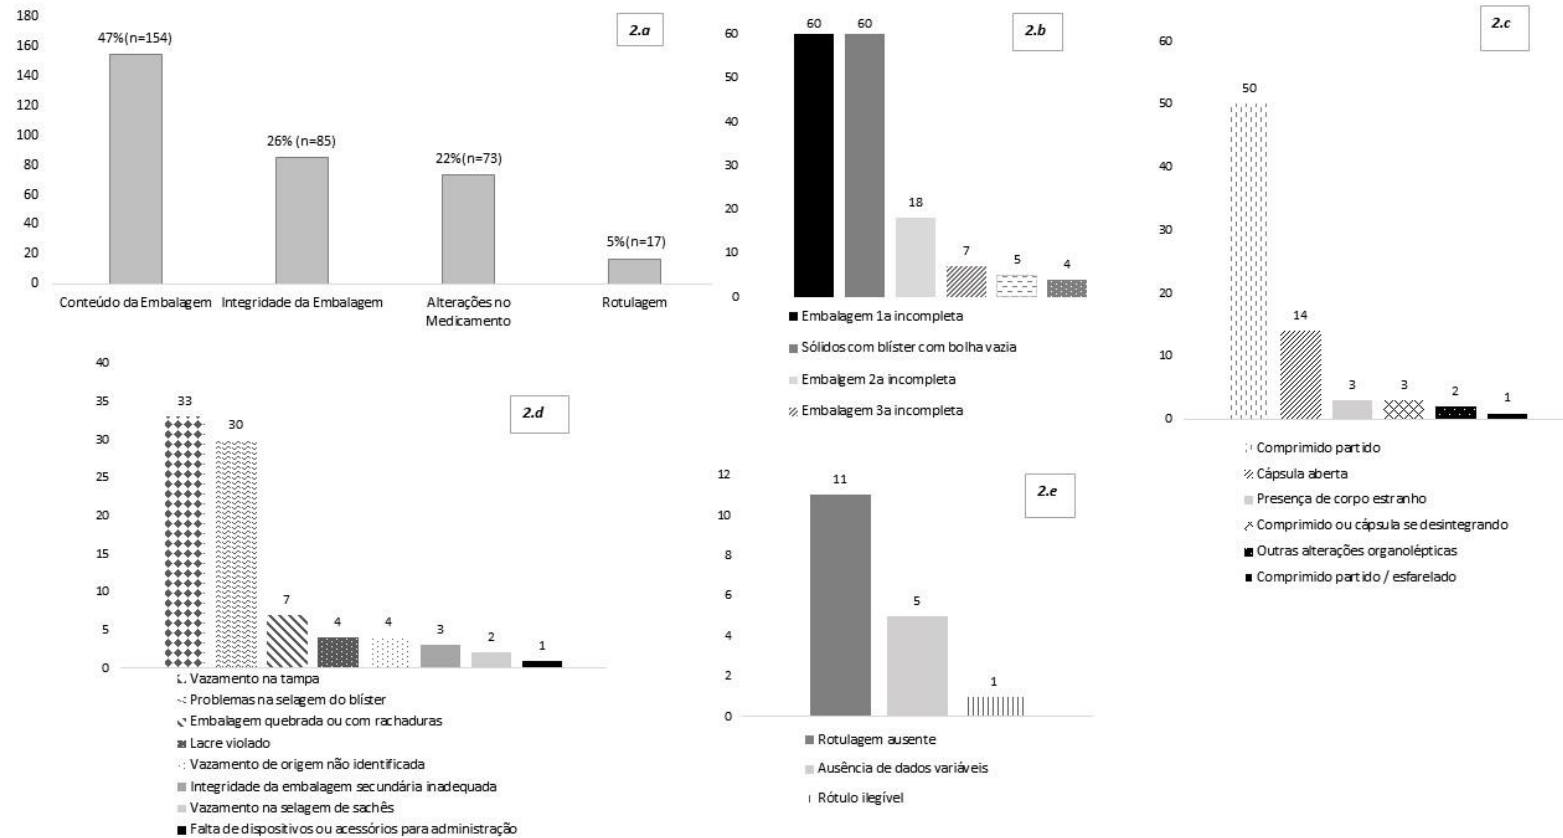 2.a
180
160
140
120
100
80
60
40
20
0
47%(n=154)
26% (n=85)
22%(n=73)
5%(n=17)
Conteúdo da Embalagem
Integridade da Embalagem
Alterações no
Medicamento
Rotulagem
2.b
60
50
40
30
20
10
0
60
60
18
7
5
4
Embalagem 1a incompleta
Sólidos com blíster com bolha vazia
Embalgem 2a incompleta
Embalagem 3a incompleta
2.c
60
50
40
30
20
10
0
50
14
3
3
2
1
Comprimido partido
Cápsula aberta
Presença de corpo estranho
Comprimido ou cápsula se desintegrando
Outras alterações organolépticas
Comprimido partido / esfarelado
2.d
40
35
30
25
20
15
10
5
0
33
30
7
4
4
3
2
1
Vazamento na tampa
Problemas na selagem do blíster
Embalagem quebrada ou com rachaduras
Lacre violado
Vazamento de origem não identificada
Integridade da embalagem secundária inadequada
Vazamento na selagem de sachês
Falta de dispositivos ou acessórios para administração
2.e
12
10
8
6
4
2
0
11
5
1
Rotulagem ausente
Ausência de dados variáveis
Rótulo ilegível